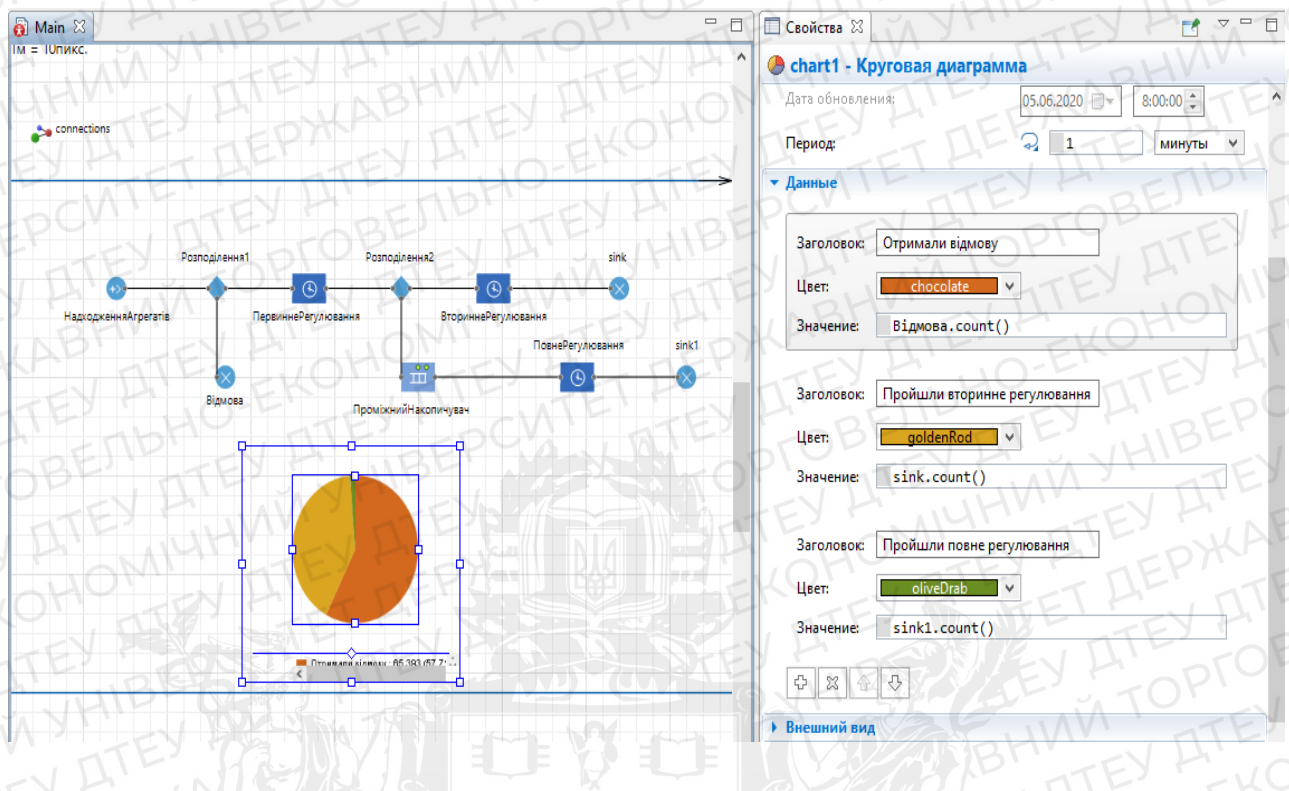 Main
1м = 10пикс.
connections
Розподілення1
Розподілення2
sink
НадходженняАгрегатів
ПервиннеРегулювання
ВториннеРегулювання
ПовнеРегулювання
sink1
Відмова
ПроміжнийНакопичувач
Отримали відмову : 65,393 (57.7
Свойства
chart1 - Круговая диаграмма
Дата обновления: 05.06.2020 8:00:00
Период: 1 минуты
Данные
Заголовок: Отримали відмову
Цвет: chocolate
Значение: Відмова.count()
Заголовок: Пройшли вторинне регулювання
Цвет: goldenRod
Значение: sink.count()
Заголовок: Пройшли повне регулювання
Цвет: oliveDrab
Значение: sink1.count()
Внешний вид